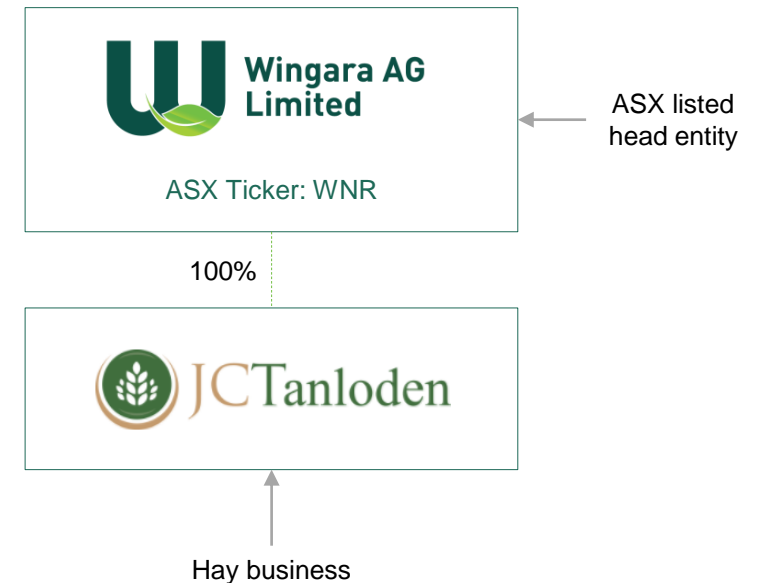 Wingara AG
Limited
ASX Ticker: WNR
ASX listed
head entity
100%
JCTanloden
Hay business